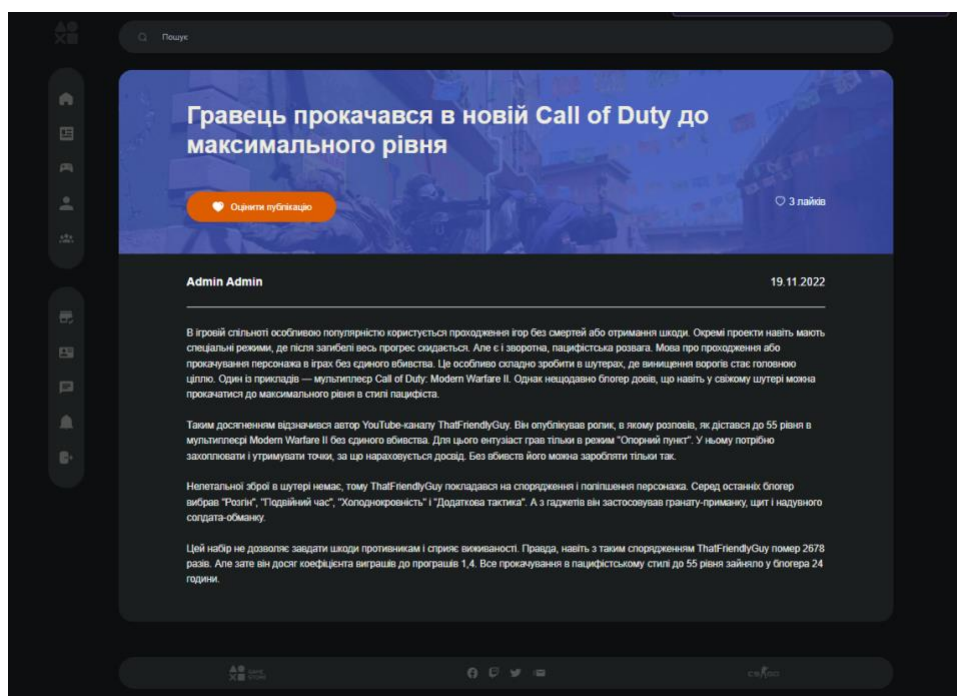 Пошук
Гравець прокачався в новій Call of Duty до
максимального рівня
Оцінити публікацію
3 лайків
Admin Admin
19.11.2022
В ігровій спільноті особливою популярністю користується проходження ігор без смертей або отримання шкоди. Окремі проекти навіть мають
спеціальні режими, де після загибелі весь прогрес скидається. Але є і зворотна, пацифістська розвага. Мова про проходження або
прокачування персонажа в іграх без єдиного вбивства. Це особливо складно зробити в шутерах, де винищення ворогів стає головною
ціллю. Один із прикладів — мультиплеєр Call of Duty: Modern Warfare II. Однак нещодавно блогер довів, що навіть у свіжому шутері можна
прокачатися до максимального рівня в стилі пацифіста.
Таким досягненням відзначився автор YouTube-каналу ThatFriendlyGuy. Він опублікував ролик, в якому розповів, як дістався до 55 рівня в
мультиплеєрі Modern Warfare II без єдиного вбивства. Для цього ентузіаст грав тільки в режим "Опорний пункт". У ньому потрібно
захоплювати і утримувати точки, за що нараховується досвід. Без вбивств його можна заробляти тільки так.
Нелетальної зброї в шутері немає, тому ThatFriendlyGuy покладався на спорядження і поліпшення персонажа. Серед останніх блогер
вибрав "Розгін", "Подвійний час", "Холоднокровність" і "Додаткова тактика". А з гаджетів він застосовував гранату-приманку, щит і надувного
солдата-обманку.
Цей набір не дозволяє завдати шкоди противникам і сприяє виживаності. Правда, навіть з таким спорядженням ThatFriendlyGuy помер 2678
разів. Але зате він досяг коефіцієнта виграшів до програшів 1,4. Все прокачування в пацифістському стилі до 55 рівня зайняло у блогера 24
години.
GAME
STORE
CS GO